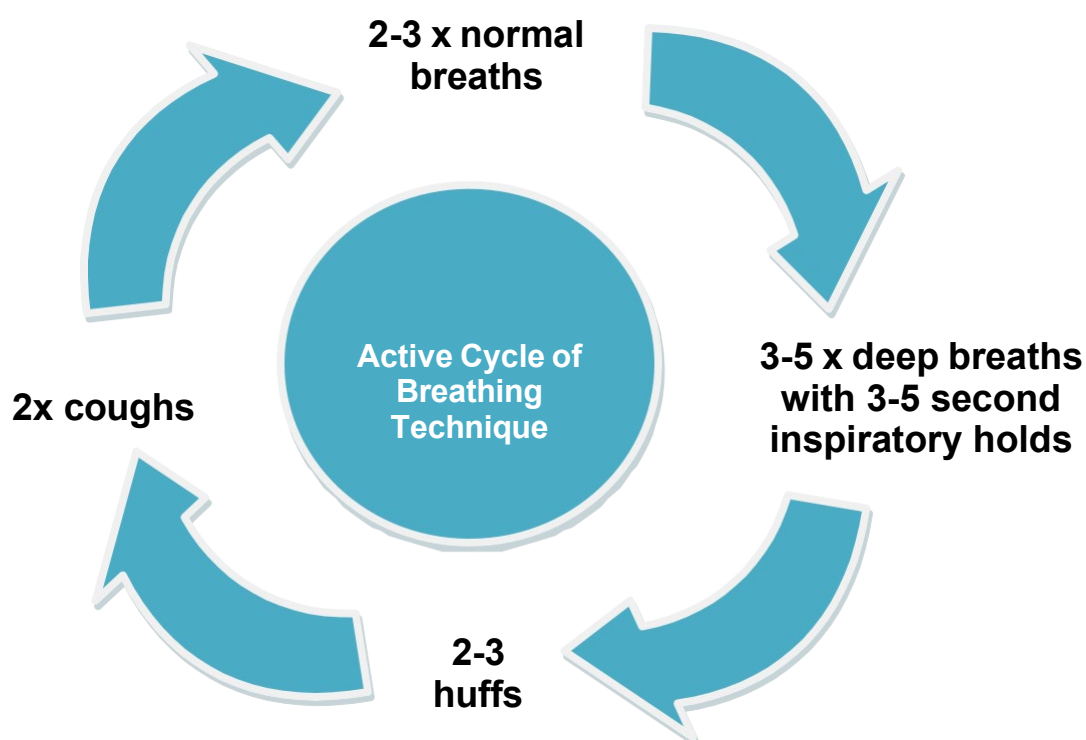 2-3 x normal
breaths
3-5 x deep breaths
with 3-5 second
inspiratory holds
2-3
huffs
2x coughs
Active Cycle of
Breathing
Technique